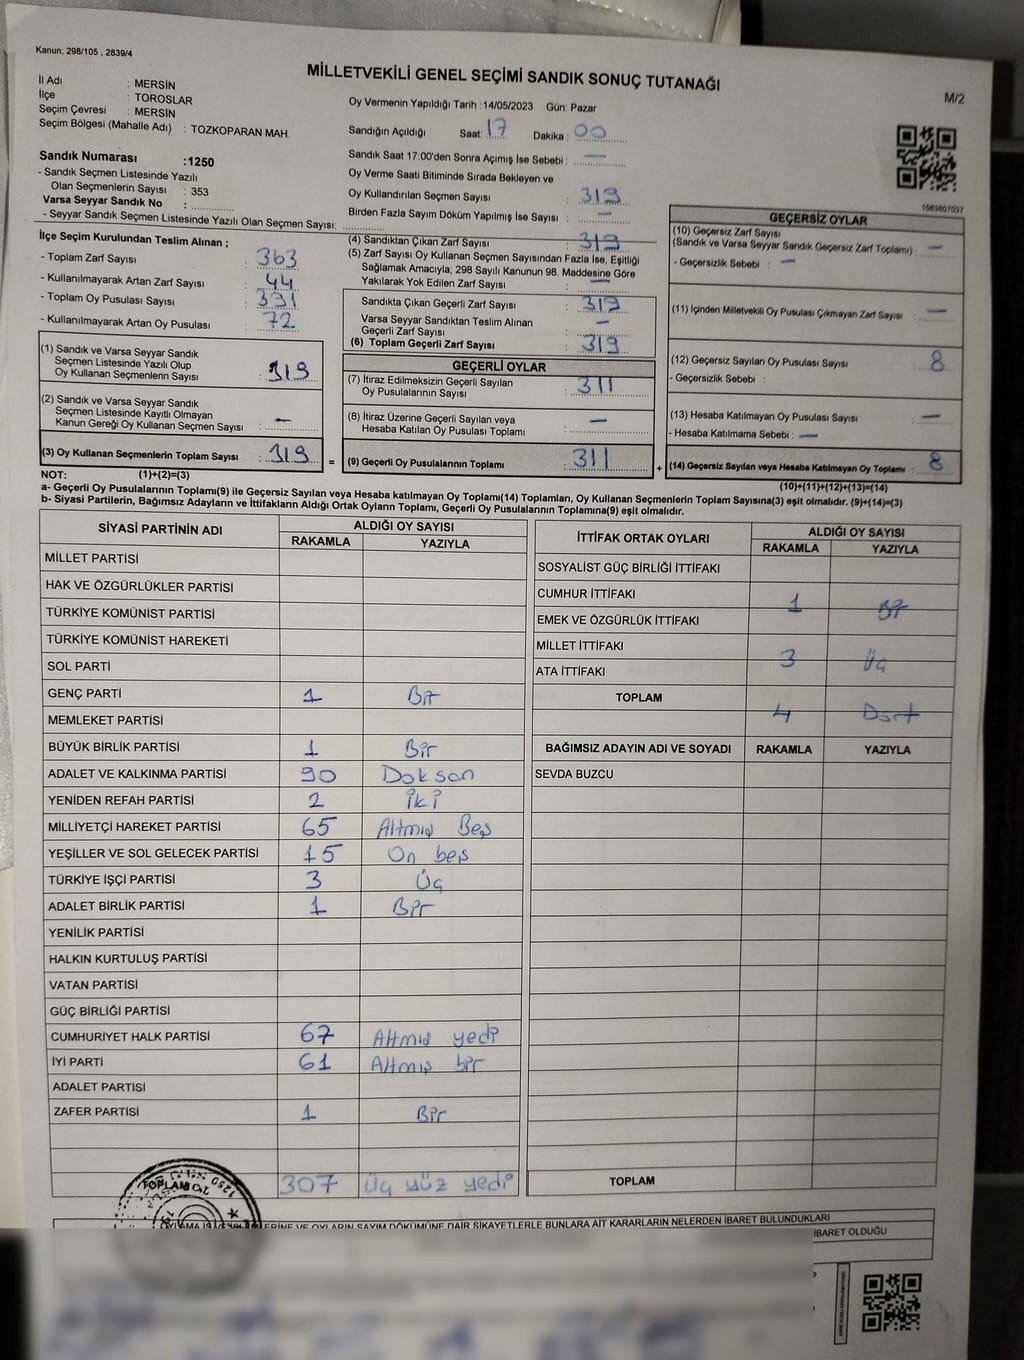 Kanun; 298/105 , 2839/4
MİLLETVEKİLİ GENEL SEÇİMİ SANDIK SONUÇ TUTANAĞI
M/2
İl Adı : MERSİN
İlçe : TOROSLAR
Seçim Çevresi : MERSİN
Seçim Bölgesi (Mahalle Adı) : TOZKOPARAN MAH.
Sandık Numarası :1250
- Sandık Seçmen Listesinde Yazılı
Olan Seçmenlerin Sayısı : 353
Varsa Seyyar Sandık No :
- Seyyar Sandık Seçmen Listesinde Yazılı Olan Seçmen Sayısı:
Oy Vermenin Yapıldığı Tarih :14/05/2023 Gün: Pazar
Sandığın Açıldığı Saat: 17 Dakika : 00
Sandık Saat 17:00'den Sonra Açımış İse Sebebi : —
Oy Verme Saati Bitiminde Sırada Bekleyen ve
Oy Kullandırılan Seçmen Sayısı : 319
Birden Fazla Sayım Döküm Yapılmış İse Sayısı : —
İlçe Seçim Kurulundan Teslim Alınan ;
- Toplam Zarf Sayısı : 363
- Kullanılmayarak Artan Zarf Sayısı : 44
- Toplam Oy Pusulası Sayısı : 391
- Kullanılmayarak Artan Oy Pusulası : 72
(1) Sandık ve Varsa Seyyar Sandık
Seçmen Listesinde Yazılı Olup
Oy Kullanan Seçmenlerin Sayısı : 319
(2) Sandık ve Varsa Seyyar Sandık
Seçmen Listesinde Kayıtlı Olmayan
Kanun Gereği Oy Kullanan Seçmen Sayısı : —
(3) Oy Kullanan Seçmenlerin Toplam Sayısı : 319 =
(4) Sandıktan Çıkan Zarf Sayısı : 319
(5) Zarf Sayısı Oy Kullanan Seçmen Sayısından Fazla İse, Eşitliği
Sağlamak Amacıyla, 298 Sayılı Kanunun 98. Maddesine Göre
Yakılarak Yok Edilen Zarf Sayısı : —
Sandıkta Çıkan Geçerli Zarf Sayısı : 319
Varsa Seyyar Sandıktan Teslim Alınan
Geçerli Zarf Sayısı : —
(6) Toplam Geçerli Zarf Sayısı : 319
GEÇERLİ OYLAR
(7) İtiraz Edilmeksizin Geçerli Sayılan
Oy Pusulalarının Sayısı : 311
(8) İtiraz Üzerine Geçerli Sayılan veya
Hesaba Katılan Oy Pusulası Toplamı : —
(9) Geçerli Oy Pusulalarının Toplamı : 311 +
1683607037
GEÇERSİZ OYLAR
(10) Geçersiz Zarf Sayısı
(Sandık ve Varsa Seyyar Sandık Geçersiz Zarf Toplamı) : —
- Geçersizlik Sebebi : —
(11) İçinden Milletvekili Oy Pusulası Çıkmayan Zarf Sayısı : —
(12) Geçersiz Sayılan Oy Pusulası Sayısı : 8
- Geçersizlik Sebebi :
(13) Hesaba Katılmayan Oy Pusulası Sayısı : —
- Hesaba Katılmama Sebebi : —
(14) Geçersiz Sayılan veya Hesaba Katılmayan Oy Toplamı : 8
NOT: (1)+(2)=(3) (10)+(11)+(12)+(13)=(14)
a- Geçerli Oy Pusulalarının Toplamı(9) ile Geçersiz Sayılan veya Hesaba katılmayan Oy Toplamı(14) Toplamları, Oy Kullanan Seçmenlerin Toplam Sayısına(3) eşit olmalıdır. (9)+(14)=(3)
b- Siyasi Partilerin, Bağımsız Adayların ve İttifakların Aldığı Ortak Oyların Toplamı, Geçerli Oy Pusulalarının Toplamına(9) eşit olmalıdır.
SİYASİ PARTİNİN ADI ALDIĞI OY SAYISI
RAKAMLA YAZIYLA
MİLLET PARTİSİ
HAK VE ÖZGÜRLÜKLER PARTİSİ
TÜRKİYE KOMÜNİST PARTİSİ
TÜRKİYE KOMÜNİST HAREKETİ
SOL PARTİ
GENÇ PARTİ 1 Bir
MEMLEKET PARTİSİ
BÜYÜK BİRLİK PARTİSİ 1 Bir
ADALET VE KALKINMA PARTİSİ 90 Doksan
YENİDEN REFAH PARTİSİ 2 İki
MİLLİYETÇİ HAREKET PARTİSİ 65 Altmış Beş
YEŞİLLER VE SOL GELECEK PARTİSİ 15 On beş
TÜRKİYE İŞÇİ PARTİSİ 3 Üç
ADALET BİRLİK PARTİSİ 1 Bir
YENİLİK PARTİSİ
HALKIN KURTULUŞ PARTİSİ
VATAN PARTİSİ
GÜÇ BİRLİĞİ PARTİSİ
CUMHURİYET HALK PARTİSİ 67 Altmış yedi
İYİ PARTİ 61 Altmış bir
ADALET PARTİSİ
ZAFER PARTİSİ 1 Bir
TOPLAM 307 Üç yüz yedi
İTTİFAK ORTAK OYLARI ALDIĞI OY SAYISI
RAKAMLA YAZIYLA
SOSYALİST GÜÇ BİRLİĞİ İTTİFAKI
CUMHUR İTTİFAKI 1 Bir
EMEK VE ÖZGÜRLÜK İTTİFAKI
MİLLET İTTİFAKI 3 Üç
ATA İTTİFAKI
TOPLAM 4 Dört
BAĞIMSIZ ADAYIN ADI VE SOYADI RAKAMLA YAZIYLA
SEVDA BUZCU
TOPLAM
1250
ERİNE VE OYLARIN SAYIM DÖKÜMÜNE DAİR ŞİKAYETLERLE BUNLARA AİT KARARLARIN NELERDEN İBARET BULUNDUKLARI
İBARET OLDUĞU